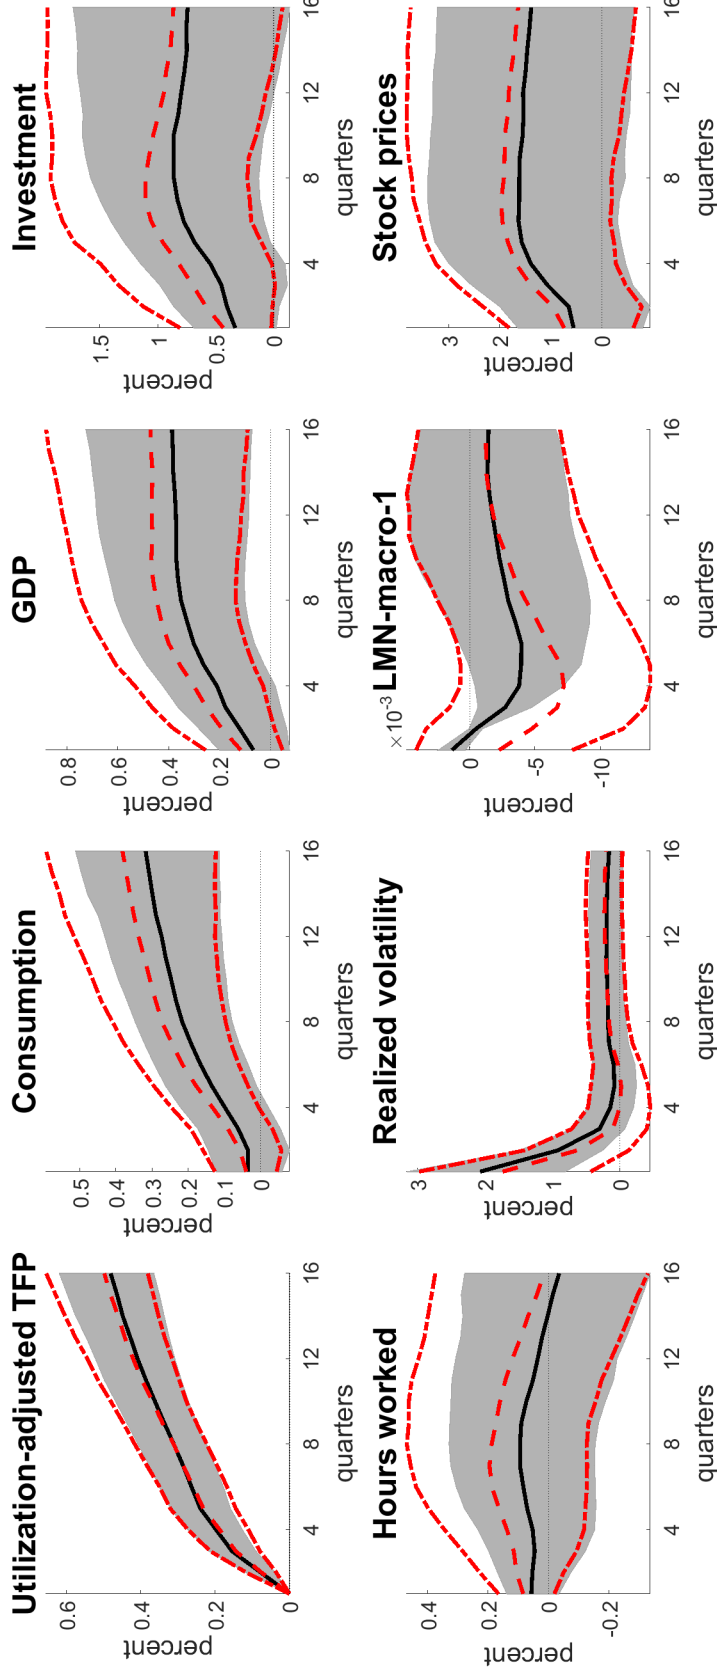 Utilization-adjusted TFP
percent
0.6
0.4
0.2
0
4
8
12
16
quarters
Consumption
percent
0.5
0.4
0.3
0.2
0.1
0
4
8
12
16
quarters
GDP
percent
0.8
0.6
0.4
0.2
0
4
8
12
16
quarters
Investment
percent
1.5
1
0.5
0
4
8
12
16
quarters
Hours worked
percent
0.4
0.2
0
-0.2
4
8
12
16
quarters
Realized volatility
percent
3
2
1
0
4
8
12
16
quarters
×10⁻³ LMN-macro-1
percent
0
-5
-10
4
8
12
16
quarters
Stock prices
percent
3
2
1
0
4
8
12
16
quarters